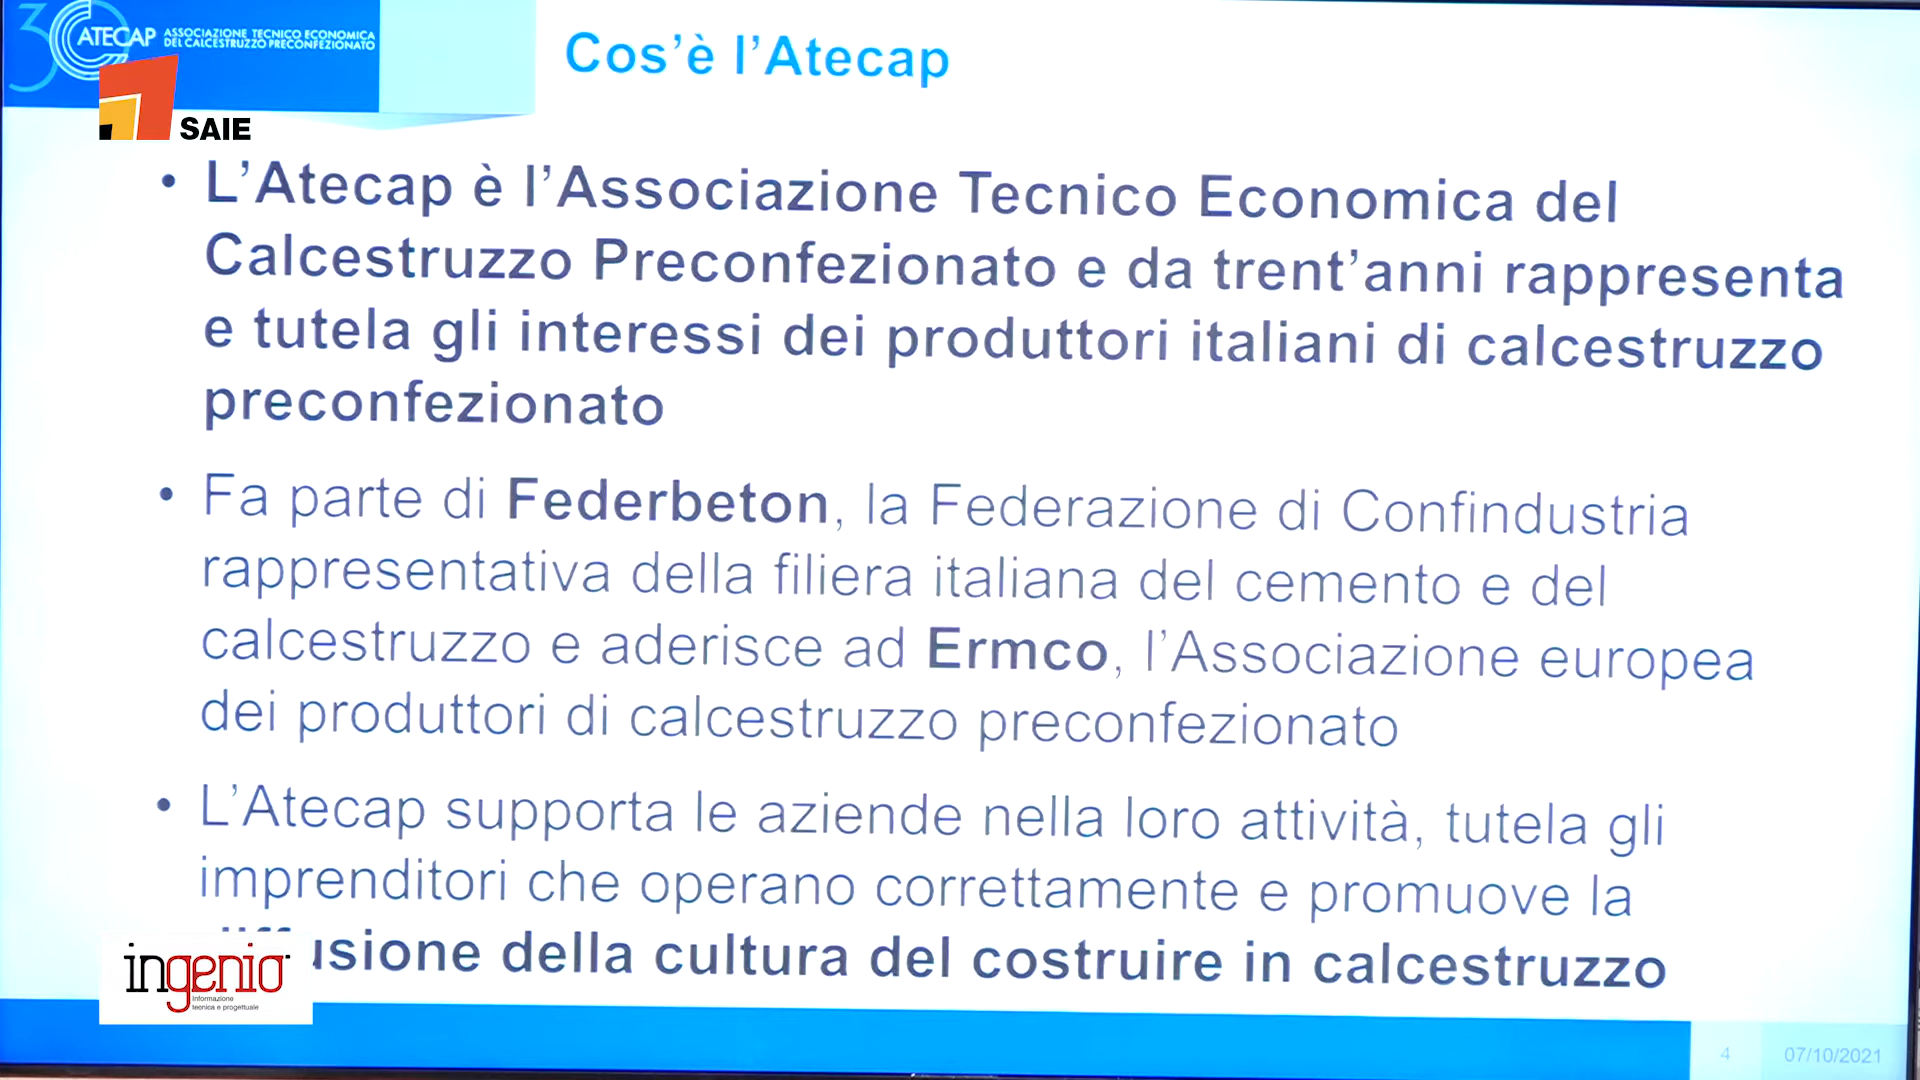 30 ATECAP ASSOCIAZIONE TECNICO ECONOMICA
DEL CALCESTRUZZO PRECONFEZIONATO
SAIE
Cos'è l'Atecap
• L'Atecap è l'Associazione Tecnico Economica del
Calcestruzzo Preconfezionato e da trent'anni rappresenta
e tutela gli interessi dei produttori italiani di calcestruzzo
preconfezionato
• Fa parte di Federbeton, la Federazione di Confindustria
rappresentativa della filiera italiana del cemento e del
calcestruzzo e aderisce ad Ermco, l'Associazione europea
dei produttori di calcestruzzo preconfezionato
• L'Atecap supporta le aziende nella loro attività, tutela gli
imprenditori che operano correttamente e promuove la
della cultura del costruire in calcestruzzo
ingenio
Informazione
tecnica e progettuale
4
07/10/2021